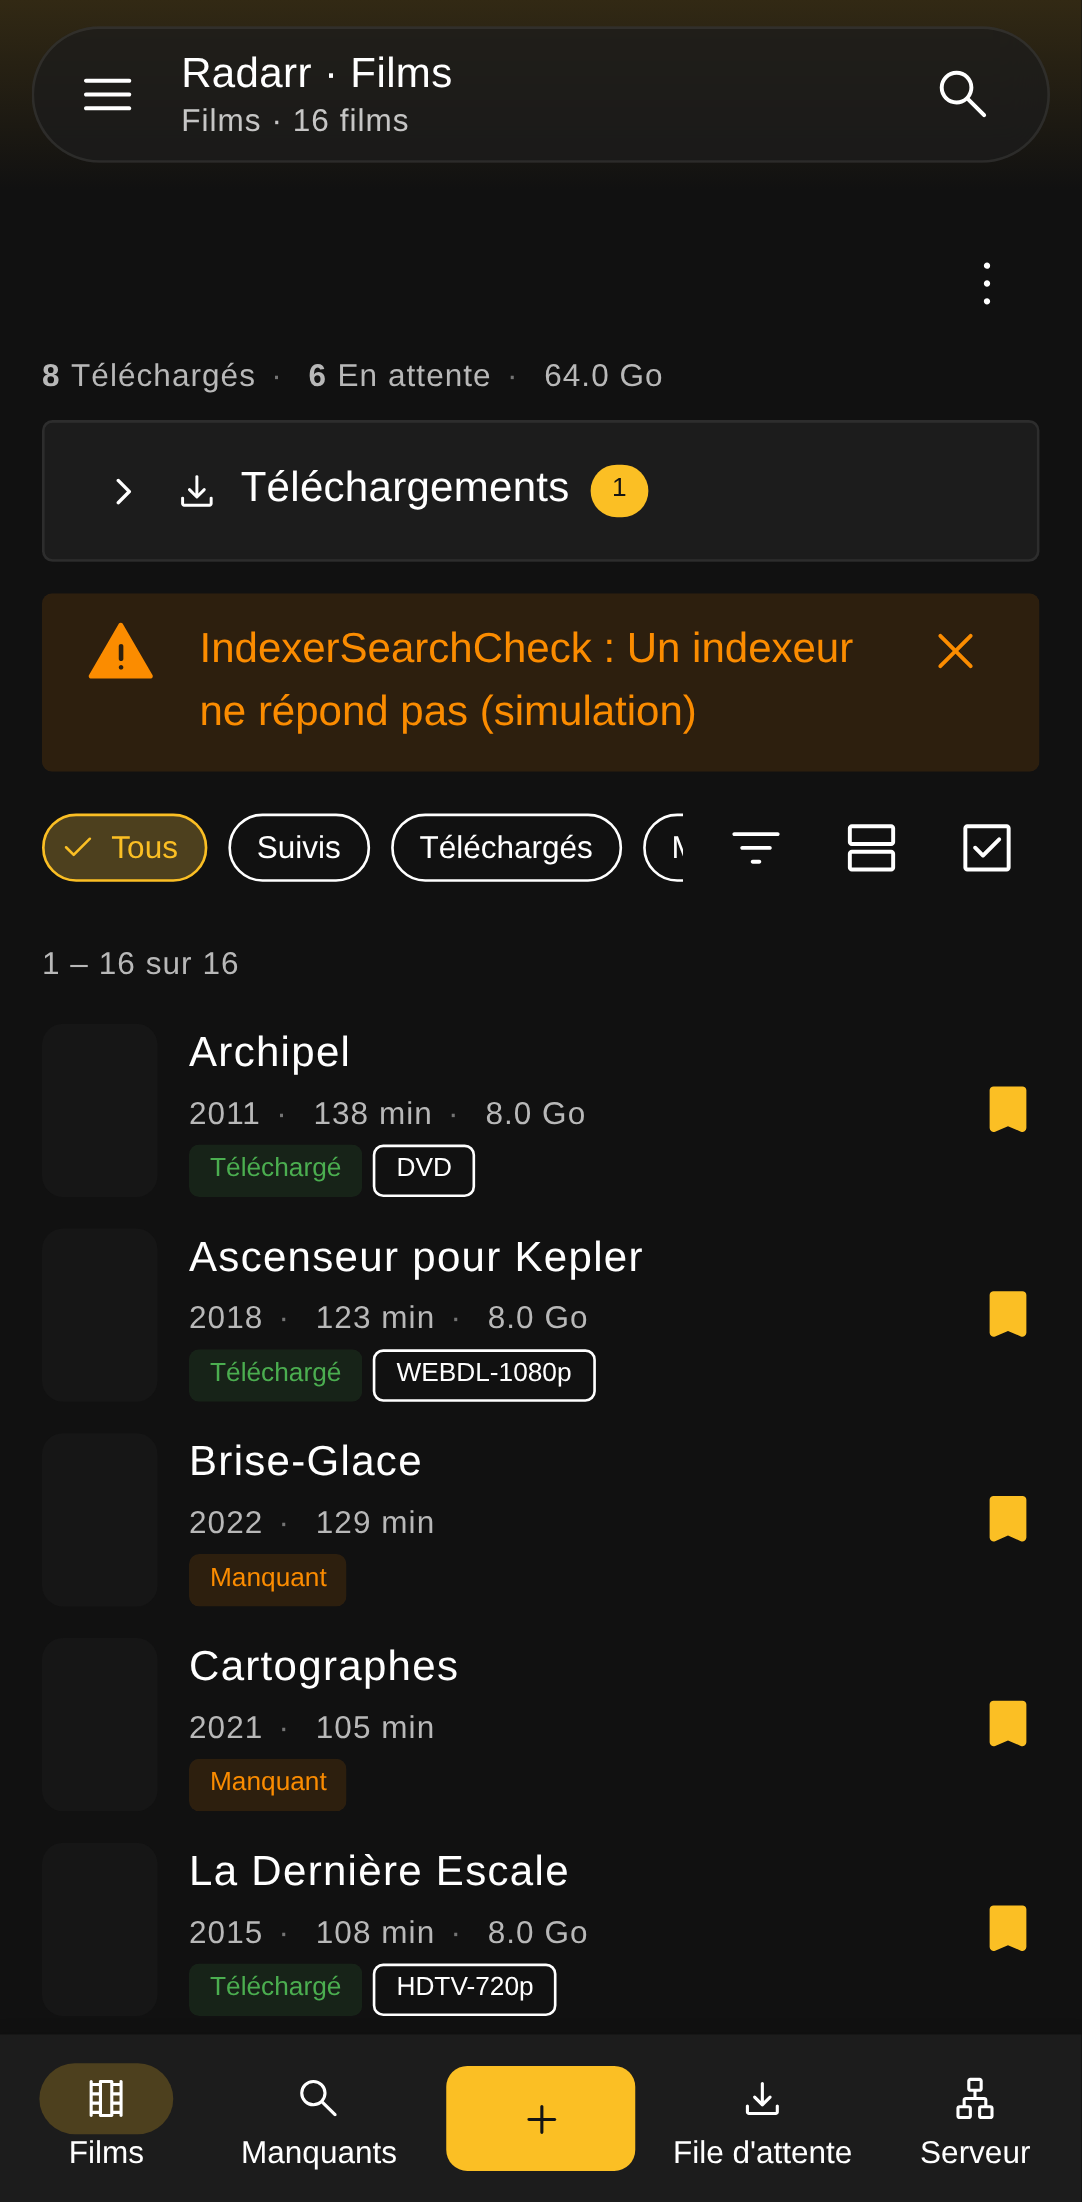 Radarr · Films
Films · 16 films
8 Téléchargés · 6 En attente · 64.0 Go
Téléchargements 1
IndexerSearchCheck : Un indexeur
ne répond pas (simulation)
Tous Suivis Téléchargés
1 – 16 sur 16
Archipel
2011 · 138 min · 8.0 Go
Téléchargé DVD
Ascenseur pour Kepler
2018 · 123 min · 8.0 Go
Téléchargé WEBDL-1080p
Brise-Glace
2022 · 129 min
Manquant
Cartographes
2021 · 105 min
Manquant
La Dernière Escale
2015 · 108 min · 8.0 Go
Téléchargé HDTV-720p
Films Manquants File d'attente Serveur